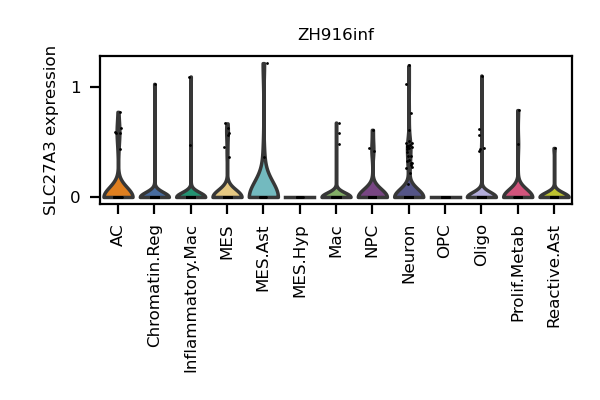 ZH916inf
SLC27A3 expression
1
0
AC
Chromatin.Reg
Inflammatory.Mac
MES
MES.Ast
MES.Hyp
Mac
NPC
Neuron
OPC
Oligo
Prolif.Metab
Reactive.Ast